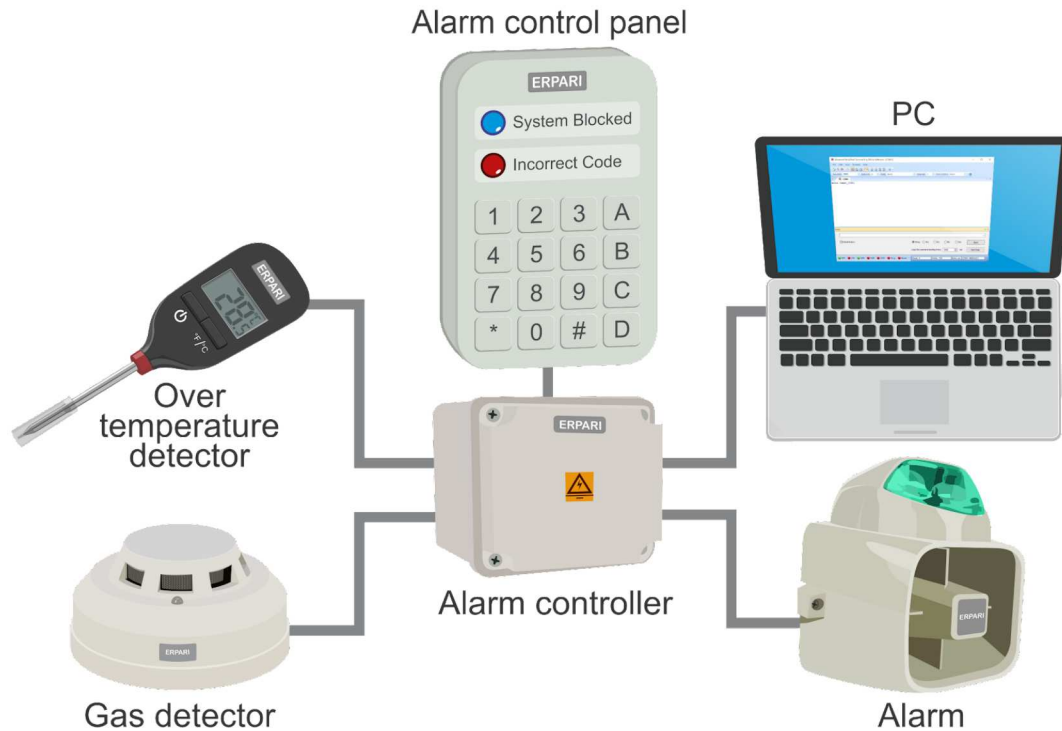 Alarm control panel
ERPARI
System Blocked
Incorrect Code
1 2 3 A
4 5 6 B
7 8 9 C
* 0 # D
PC
ERPARI
°F/°C
Over
temperature
detector
ERPARI
Alarm controller
ERPARI
Gas detector
ERPARI
Alarm